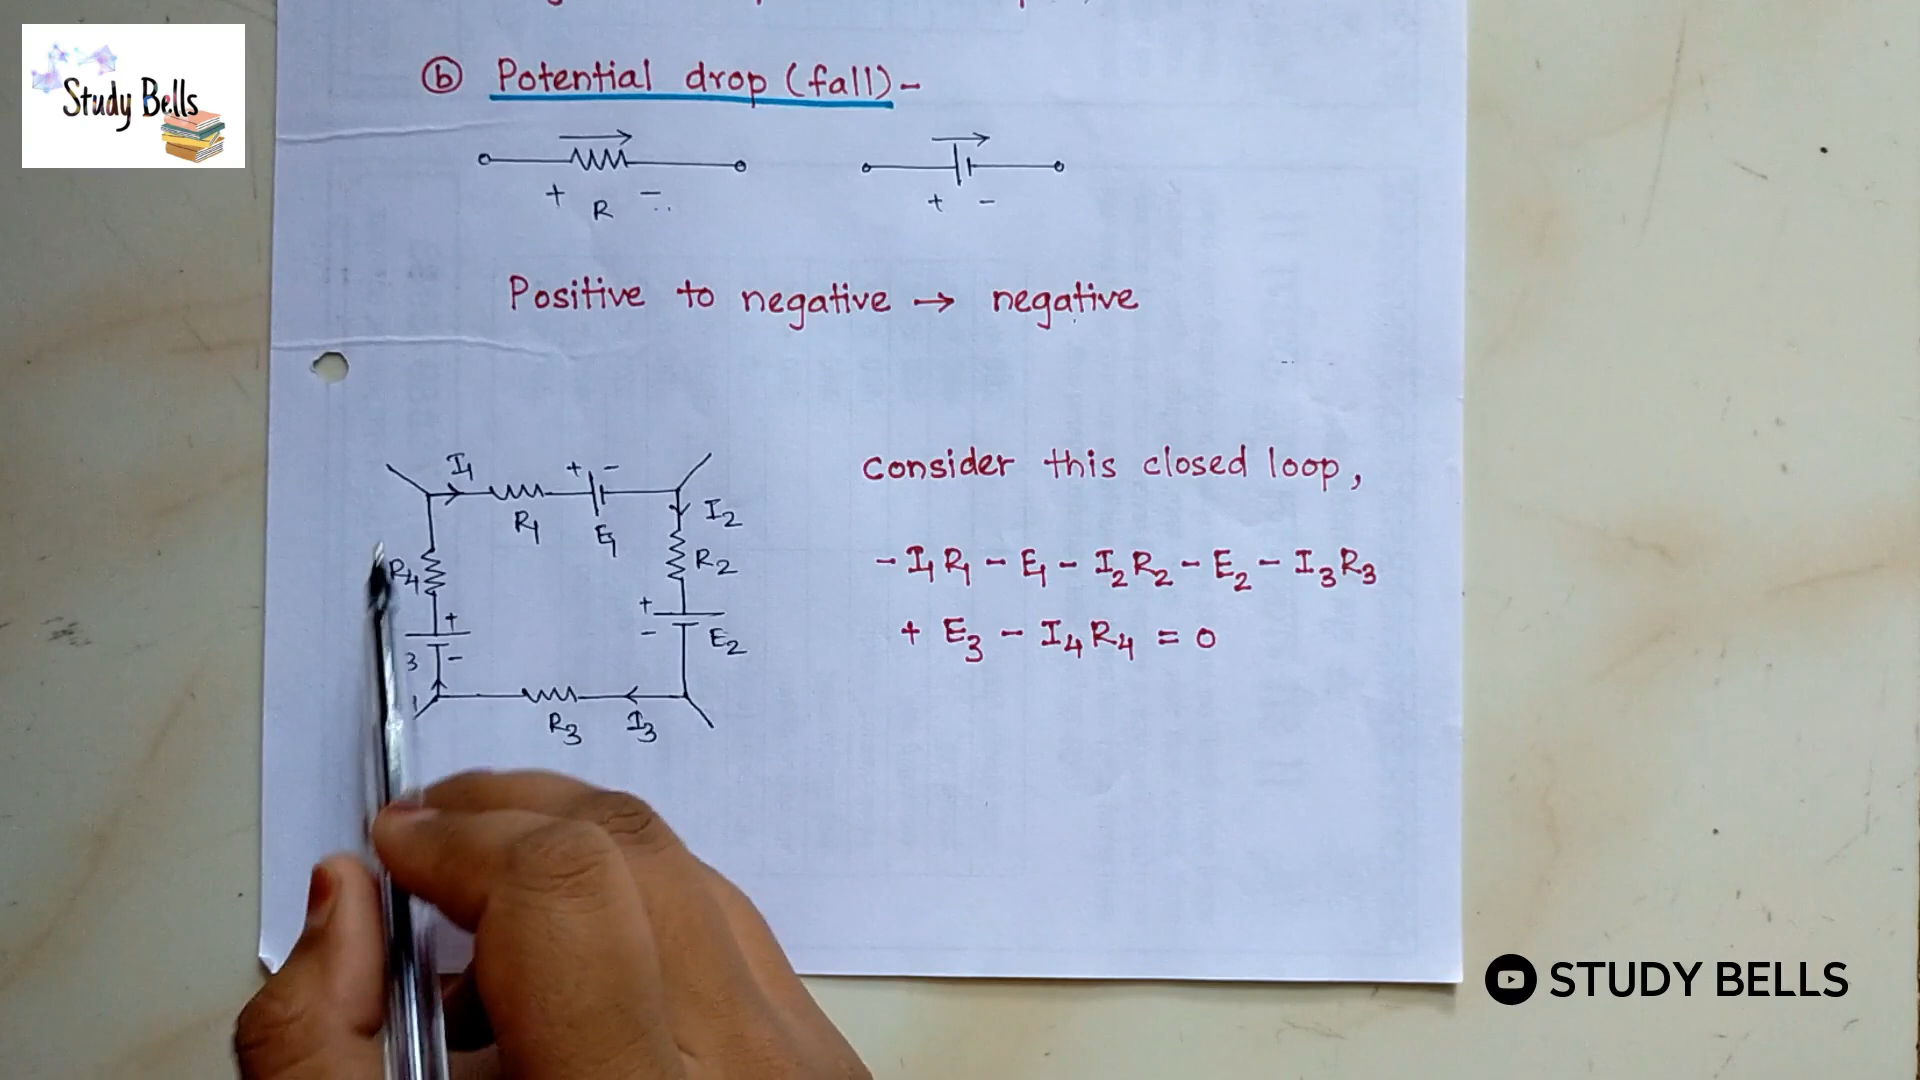 Study Bells
ⓑ Potential drop (fall) -
+ R -
+ -
Positive to negative → negative
I1 + - R1 E1
I2 R2
R4 + -
+ - E2
3
R3 I3
Consider this closed loop,
- I1R1 - E1 - I2R2 - E2 - I3R3
+ E3 - I4R4 = 0
STUDY BELLS